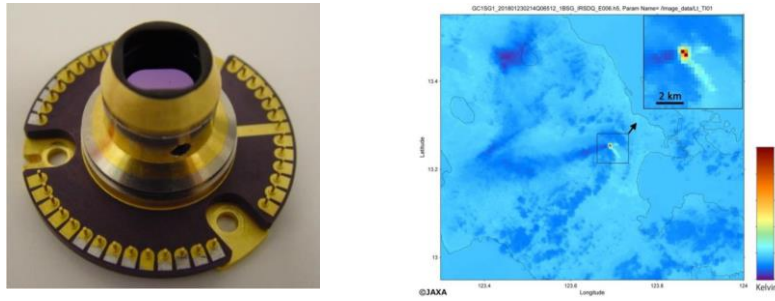 GC1SG1_20180123D0214Q06512_1BSG_IRSDG_E006.h5, Param Name= /Image_data/Lt_TI01
2 km
13.4
13.2
13
Latitude
123.4
123.6
123.8
124
Longitude
Kelvin
©JAXA